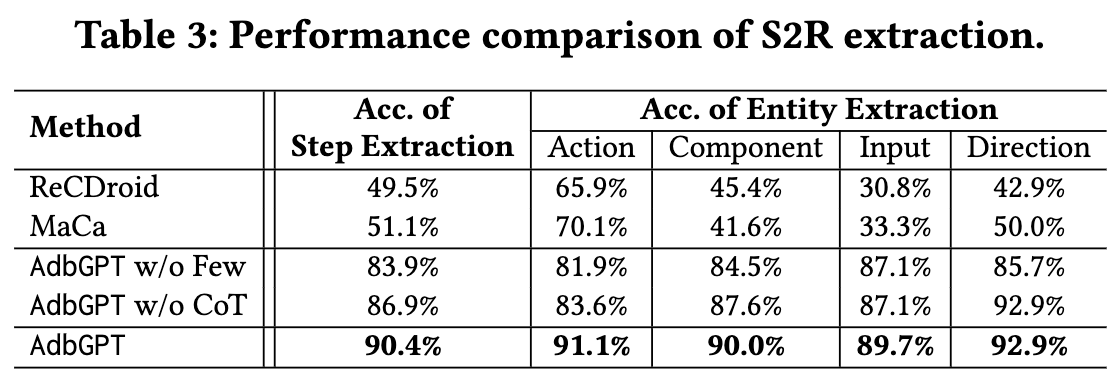 Table 3: Performance comparison of S2R extraction.
Method Acc. of Step Extraction Acc. of Entity Extraction
Action Component Input Direction
ReCDroid 49.5% 65.9% 45.4% 30.8% 42.9%
MaCa 51.1% 70.1% 41.6% 33.3% 50.0%
AdbGPT w/o Few 83.9% 81.9% 84.5% 87.1% 85.7%
AdbGPT w/o CoT 86.9% 83.6% 87.6% 87.1% 92.9%
AdbGPT 90.4% 91.1% 90.0% 89.7% 92.9%